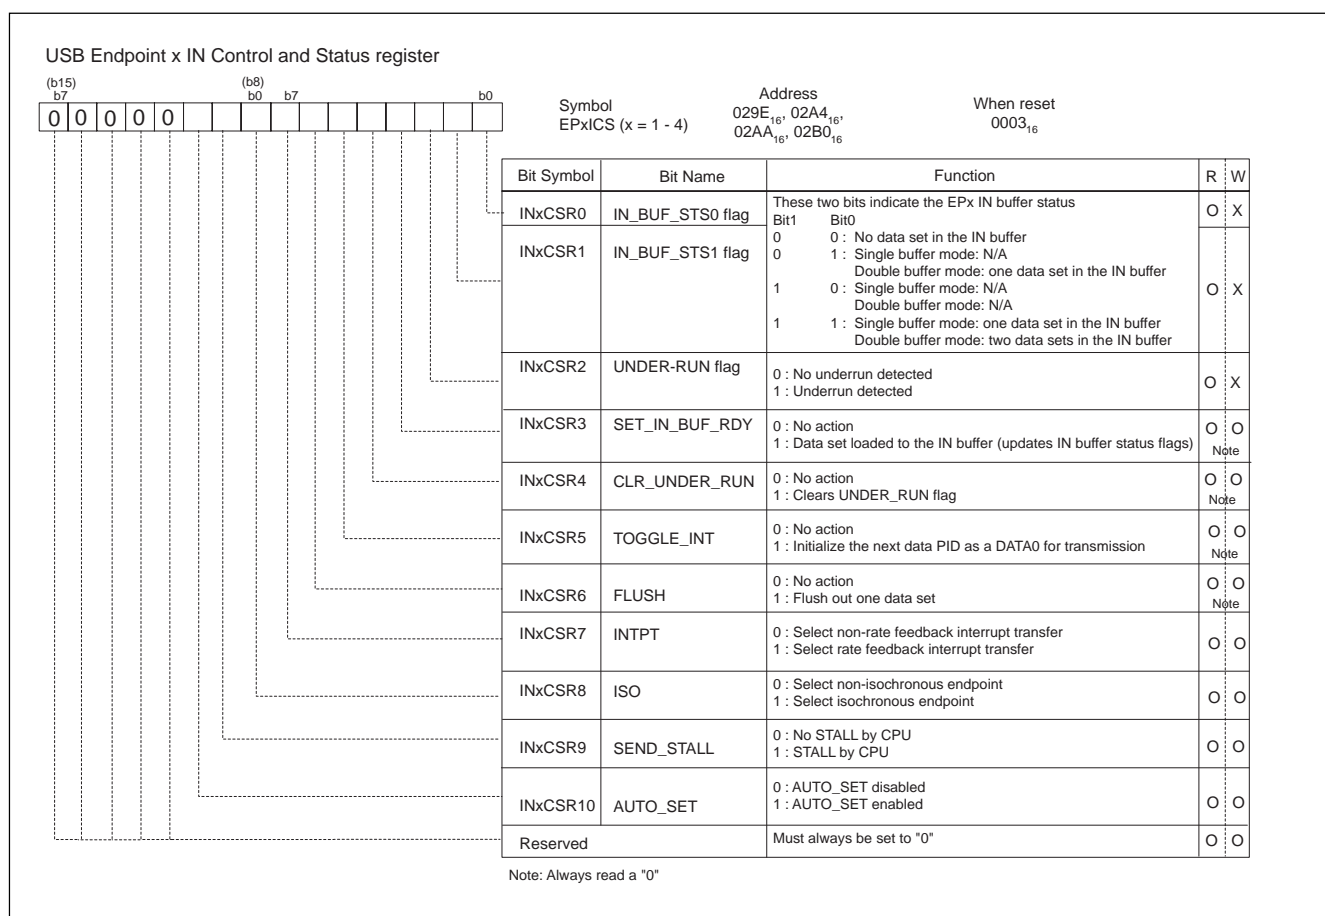 USB Endpoint x IN Control and Status register
(b15) (b8)
b7 b0 b7 b0
0 0 0 0 0
Symbol Address When reset
EPxICS (x = 1 - 4) 029E16, 02A416, 000316
02AA16, 02B016
Bit Symbol Bit Name Function R W
INxCSR0 IN_BUF_STS0 flag These two bits indicate the EPx IN buffer status O X
Bit1 Bit0
0 0 : No data set in the IN buffer
INxCSR1 IN_BUF_STS1 flag 0 1 : Single buffer mode: N/A O X
Double buffer mode: one data set in the IN buffer
1 0 : Single buffer mode: N/A
Double buffer mode: N/A
1 1 : Single buffer mode: one data set in the IN buffer
Double buffer mode: two data sets in the IN buffer
INxCSR2 UNDER-RUN flag 0 : No underrun detected O X
1 : Underrun detected
INxCSR3 SET_IN_BUF_RDY 0 : No action O O
1 : Data set loaded to the IN buffer (updates IN buffer status flags) Note
INxCSR4 CLR_UNDER_RUN 0 : No action O O
1 : Clears UNDER_RUN flag Note
INxCSR5 TOGGLE_INT 0 : No action O O
1 : Initialize the next data PID as a DATA0 for transmission Note
INxCSR6 FLUSH 0 : No action O O
1 : Flush out one data set Note
INxCSR7 INTPT 0 : Select non-rate feedback interrupt transfer O O
1 : Select rate feedback interrupt transfer
INxCSR8 ISO 0 : Select non-isochronous endpoint O O
1 : Select isochronous endpoint
INxCSR9 SEND_STALL 0 : No STALL by CPU O O
1 : STALL by CPU
INxCSR10 AUTO_SET 0 : AUTO_SET disabled O O
1 : AUTO_SET enabled
Reserved Must always be set to "0" O O
Note: Always read a "0"